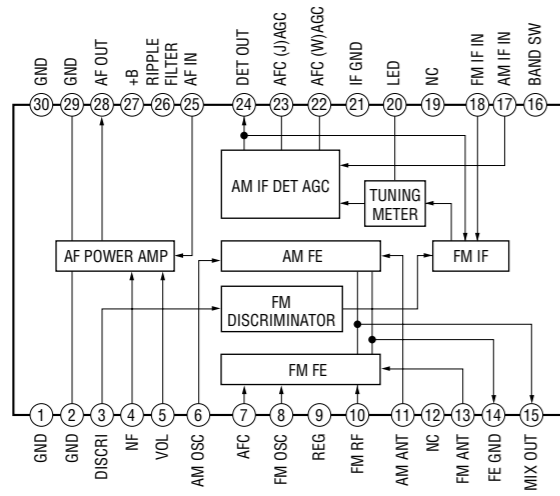 GND
GND
AF OUT
+B
RIPPLE
FILTER
AF IN
DET OUT
AFC (J)AGC
AFC (W)AGC
IF GND
LED
NC
FM IF IN
AM IF IN
BAND SW
30
29
28
27
26
25
24
23
22
21
20
19
18
17
16
AM IF DET AGC
TUNING
METER
AF POWER AMP
AM FE
FM IF
FM
DISCRIMINATOR
FM FE
1
2
3
4
5
6
7
8
9
10
11
12
13
14
15
GND
GND
DISCRI
NF
VOL
AM OSC
AFC
FM OSC
REG
FM RF
AM ANT
NC
FM ANT
FE GND
MIX OUT